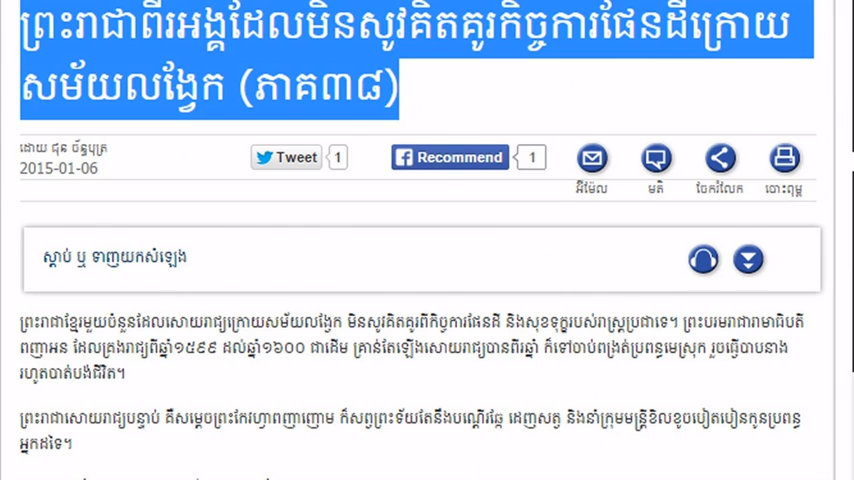 ព្រះរាជាពីរអង្គដែលមិនសូវគិតគូរកិច្ចការផែនដីក្រោយ
សម័យលង្វែក (ភាគ៣៨)
ដោយ ជុន ច័ន្ទបុត្រ
2015-01-06
Tweet 1
Recommend 1
អ៊ីម៉ែល
មតិ
ចែករំលែក
បោះពុម្ព
ស្ដាប់ ឬ ទាញយកសំឡេង
ព្រះរាជាខ្មែរមួយចំនួនដែលសោយរាជ្យក្រោយសម័យលង្វែក មិនសូវគិតគូរពីកិច្ចការផែនដី និងសុខទុក្ខរបស់រាស្ត្រប្រជាទេ។ ព្រះបរមរាជារាមាធិបតី
ពញាអន ដែលគ្រងរាជ្យពីឆ្នាំ១៥៩៩ ដល់ឆ្នាំ១៦០០ ជាដើម គ្រាន់តែឡើងសោយរាជ្យបានពីរឆ្នាំ ក៏ទៅចាប់ពង្រត់ប្រពន្ធមេស្រុក រួចធ្វើបាបនាង
រហូតបាត់បង់ជីវិត។
ព្រះរាជាសោយរាជ្យបន្ទាប់ គឺសម្ដេចព្រះកែវហ្វាពញាញោម ក៏សព្វព្រះទ័យតែនឹងបណ្ដើរឆ្កែ ដេញសត្វ និងនាំក្រុមមន្ត្រីខិលខូចបៀតបៀនកូនប្រពន្ធ
អ្នកដទៃ។